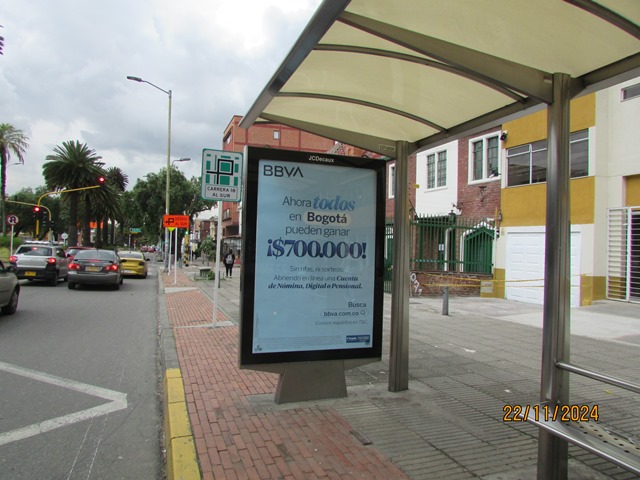 JCDecaux
BBVA
Ahora todos
en Bogotá
pueden ganar
¡$700.000!
Sin rifas, ni sorteos.
Abriendo en línea una Cuenta
de Nómina, Digital o Pensional.
Busca
bbva.com.co
CARRERA 19
AL SUR
22/11/2024